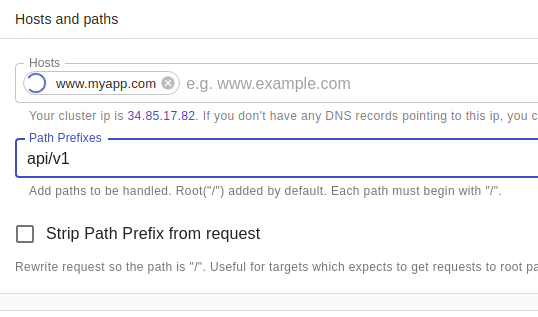 Hosts and paths
Hosts
www.myapp.com e.g. www.example.com
Your cluster ip is 34.85.17.82. If you don't have any DNS records pointing to this ip, you c
Path Prefixes
api/v1
Add paths to be handled. Root("/") added by default. Each path must begin with "/".
Strip Path Prefix from request
Rewrite request so the path is "/". Useful for targets which expects to get requests to root pa